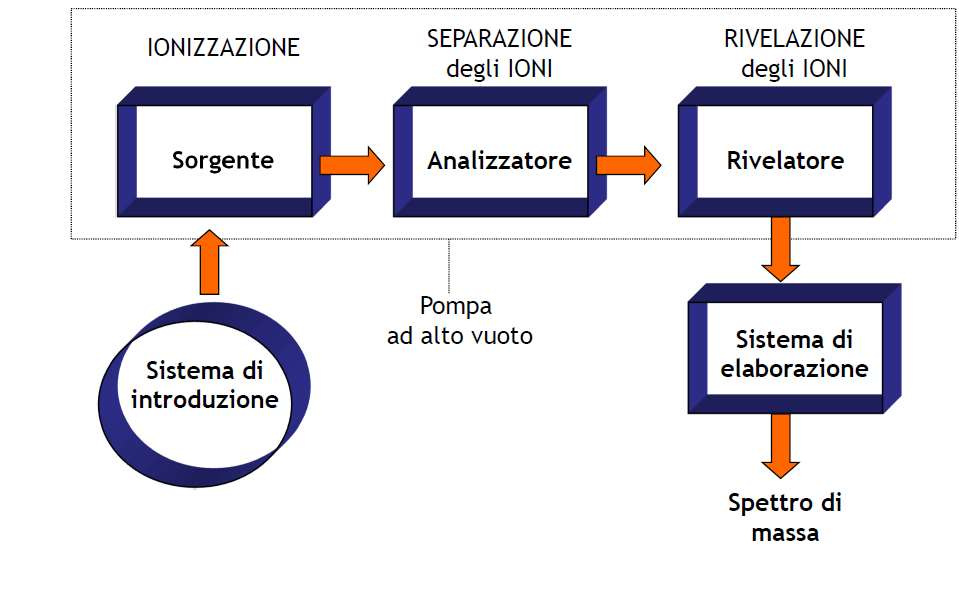 IONIZZAZIONE
SEPARAZIONE
degli IONI
RIVELAZIONE
degli IONI
Sorgente
Analizzatore
Rivelatore
Pompa
ad alto vuoto
Sistema di
introduzione
Sistema di
elaborazione
Spettro di
massa